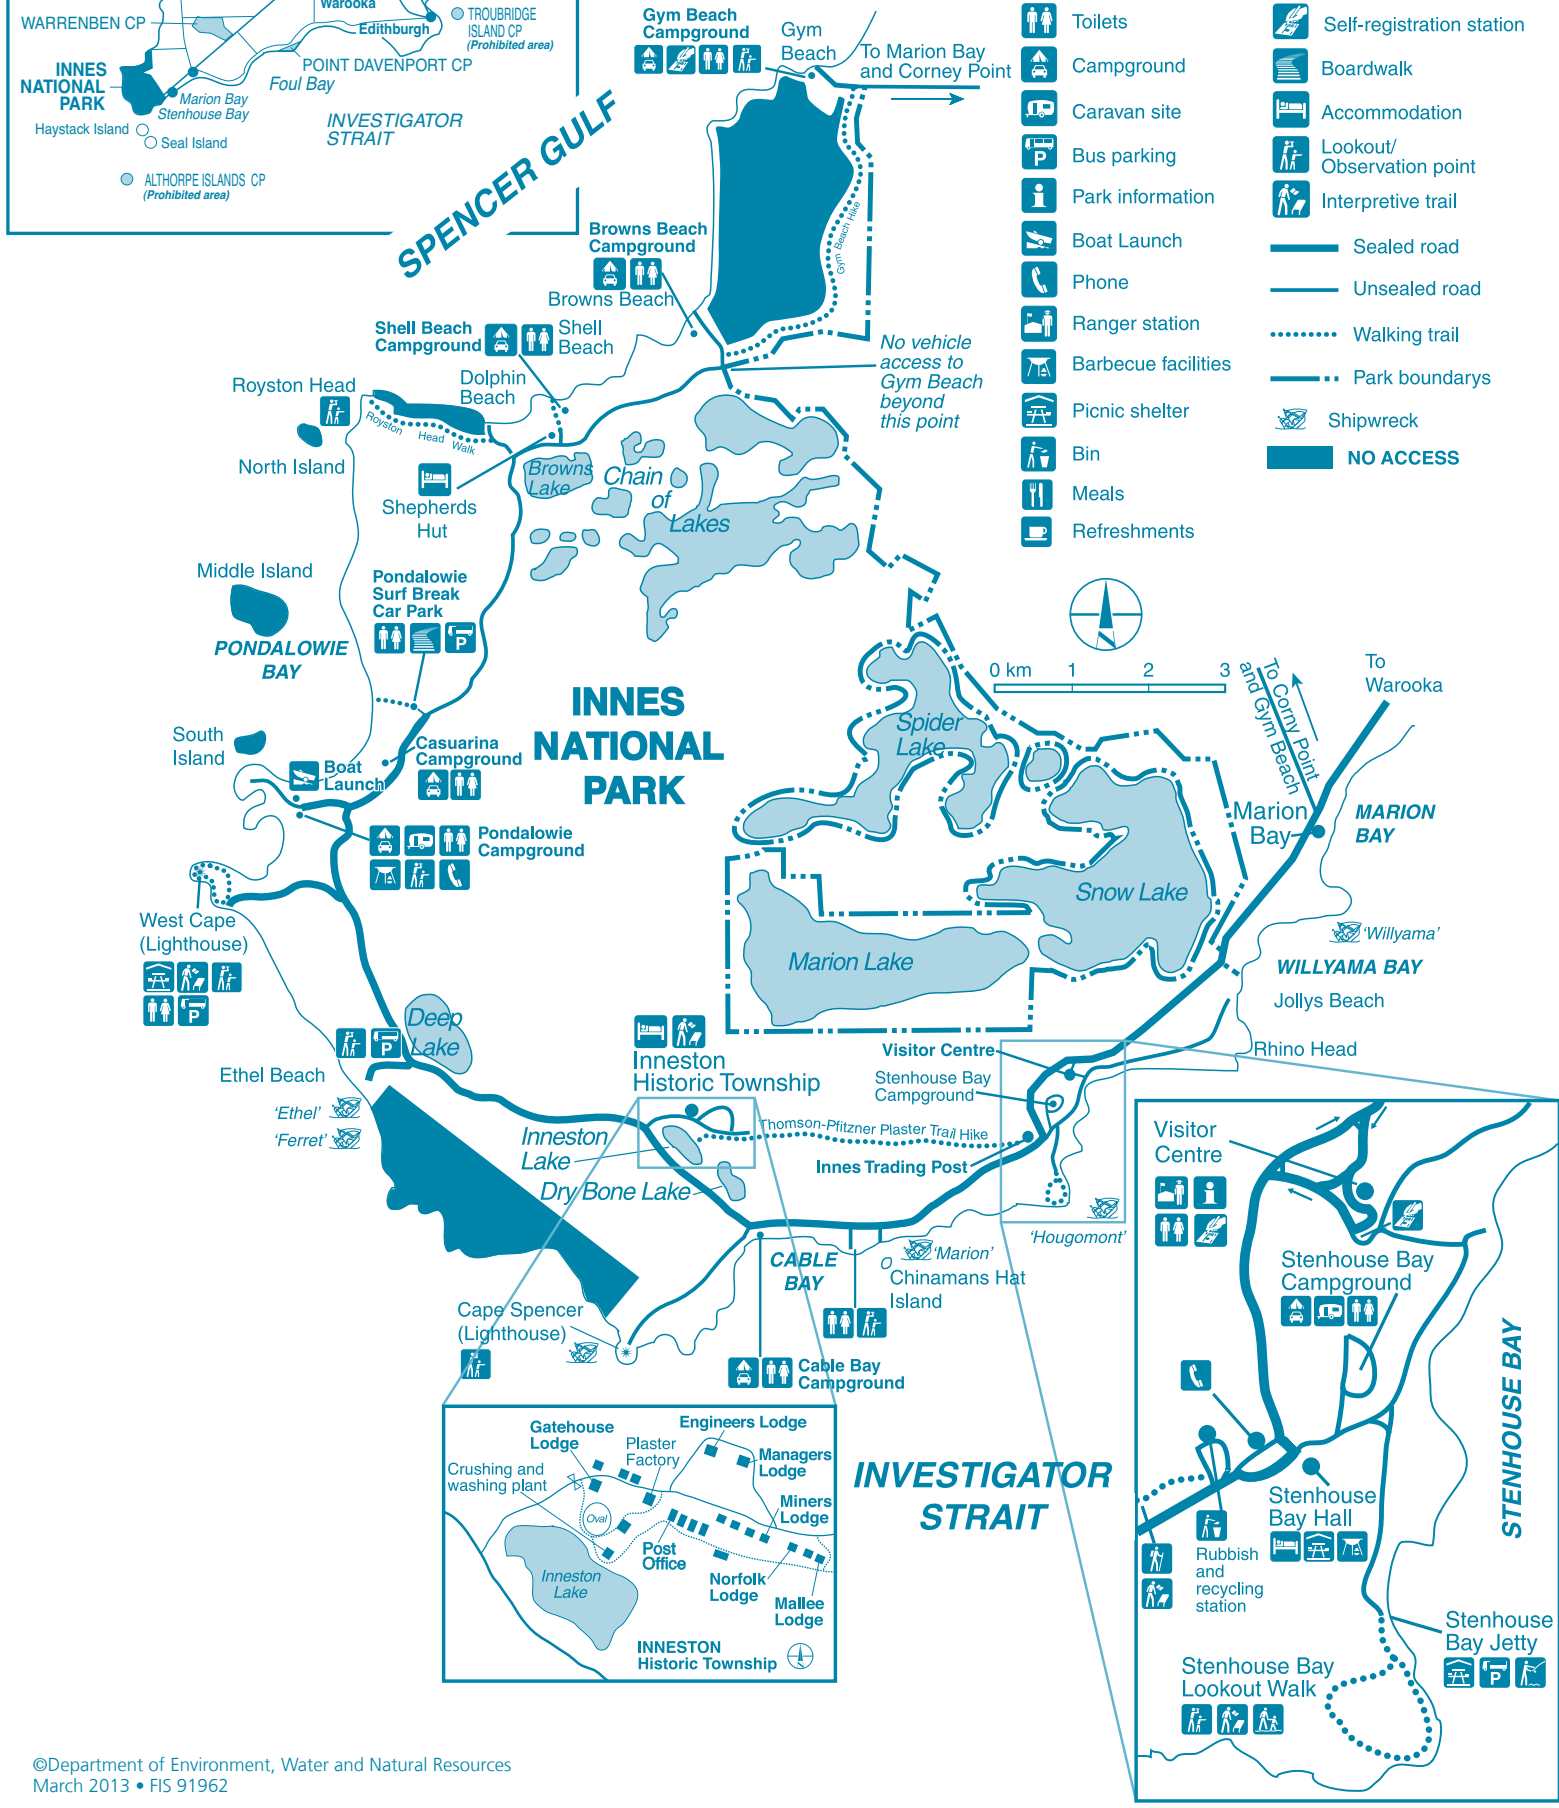 Warooka
WARRENBEN CP
TROUBRIDGE
ISLAND CP
(Prohibited area)
Edithburgh
INNES
NATIONAL
PARK
POINT DAVENPORT CP
Foul Bay
Marion Bay
Stenhouse Bay
Haystack Island
Seal Island
INVESTIGATOR
STRAIT
ALTHORPE ISLANDS CP
(Prohibited area)
SPENCER GULF
Gym Beach
Campground
Gym
Beach
To Marion Bay
and Corney Point
Gym Beach Hike
Toilets
Campground
Caravan site
Bus parking
P
Park information
Boat Launch
Phone
Ranger station
Barbecue facilities
Picnic shelter
Bin
Meals
Refreshments
Self-registration station
Boardwalk
Accommodation
Lookout/
Observation point
Interpretive trail
Sealed road
Unsealed road
Walking trail
Park boundarys
Shipwreck
NO ACCESS
Browns Beach
Campground
Browns Beach
Shell Beach
Campground
Shell
Beach
No vehicle
access to
Gym Beach
beyond
this point
Royston Head
Dolphin
Beach
Royston Head Walk
North Island
Shepherds
Hut
Browns
Lake
Chain
of
Lakes
Middle Island
Pondalowie
Surf Break
Car Park
P
PONDALOWIE
BAY
INNES
NATIONAL
PARK
0 km 1 2 3
To
Warooka
To Corny Point
and Gym Beach
Spider
Lake
South
Island
Casuarina
Campground
Boat
Launch
Pondalowie
Campground
Marion
Bay
MARION
BAY
Snow Lake
West Cape
(Lighthouse)
P
Marion Lake
'Willyama'
WILLYAMA BAY
Jollys Beach
Rhino Head
Deep
Lake
P
Ethel Beach
'Ethel'
'Ferret'
Inneston
Historic Township
Visitor Centre
Stenhouse Bay
Campground
Inneston
Lake
Thomson-Pfitzner Plaster Trail Hike
Innes Trading Post
Dry Bone Lake
'Hougomont'
'Marion'
CABLE
BAY
Chinamans Hat
Island
Cape Spencer
(Lighthouse)
Cable Bay
Campground
INVESTIGATOR
STRAIT
Gatehouse
Lodge
Engineers Lodge
Plaster
Factory
Managers
Lodge
Crushing and
washing plant
Miners
Lodge
Oval
Post
Office
Inneston
Lake
Norfolk
Lodge
Mallee
Lodge
INNESTON
Historic Township
Visitor
Centre
Stenhouse Bay
Campground
STENHOUSE BAY
Stenhouse
Bay Hall
Rubbish
and
recycling
station
Stenhouse
Bay Jetty
P
Stenhouse Bay
Lookout Walk
©Department of Environment, Water and Natural Resources
March 2013 • FIS 91962